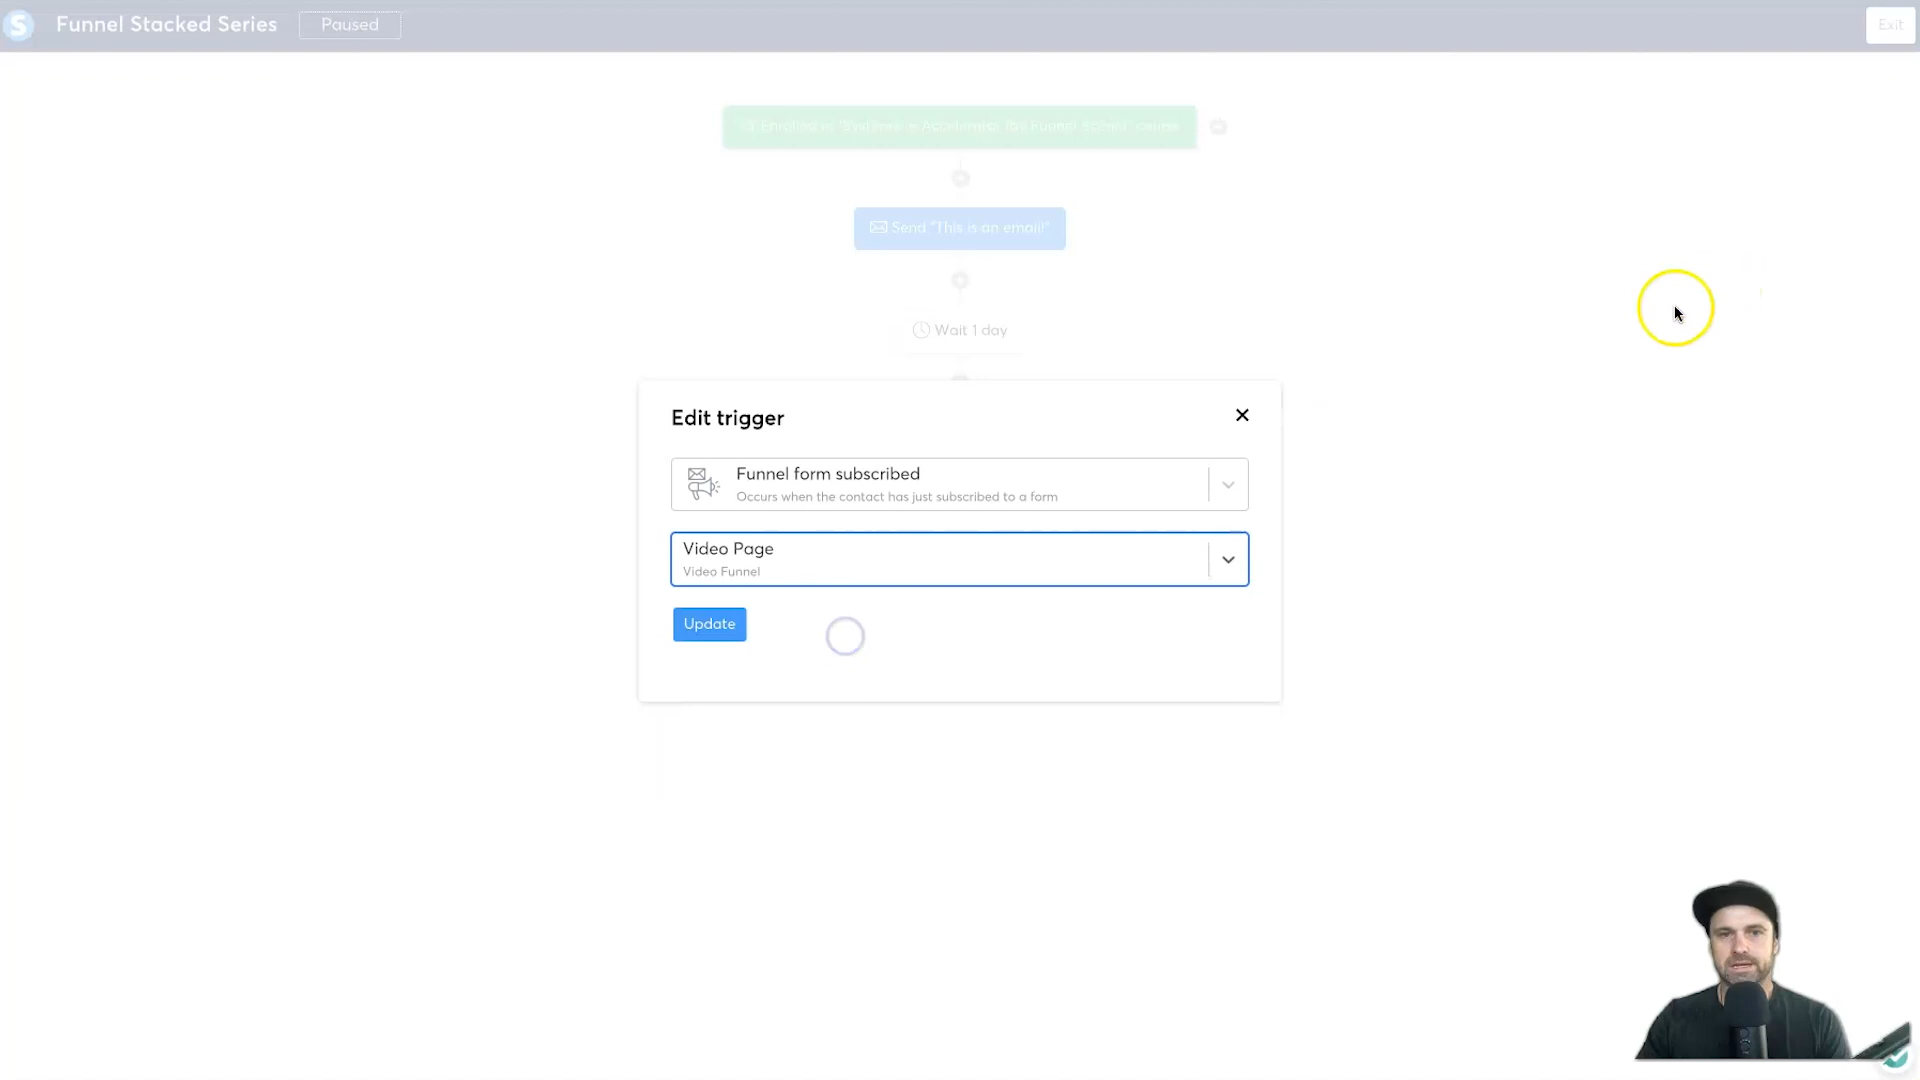 S Funnel Stacked Series Paused Exit
Send "This is an email!"
Wait 1 day
Edit trigger
Funnel form subscribed
Occurs when the contact has just subscribed to a form
Video Page
Video Funnel
Update